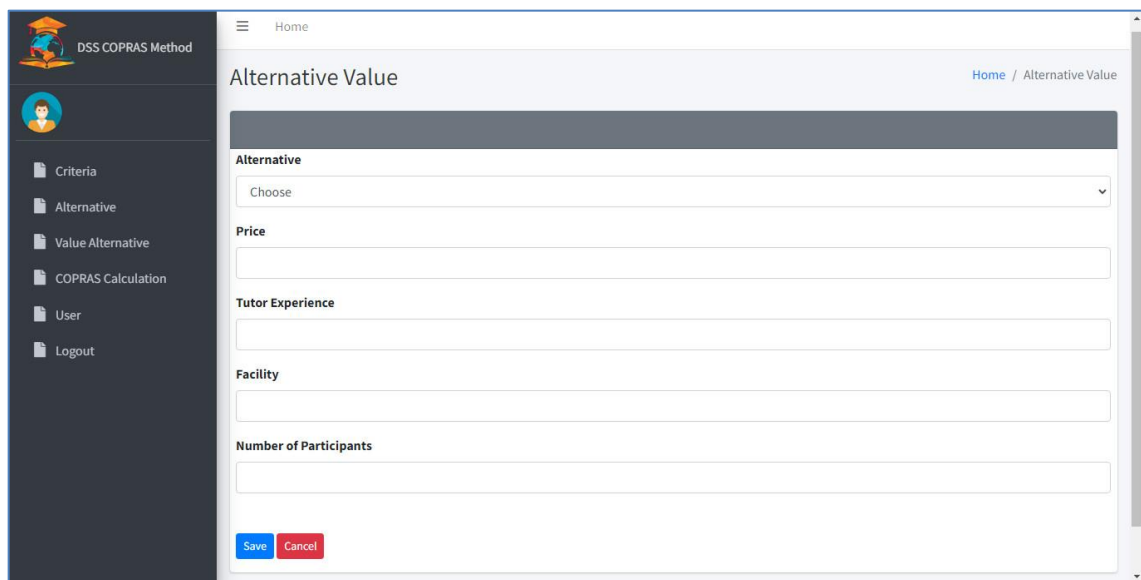 DSS COPRAS Method
Criteria
Alternative
Value Alternative
COPRAS Calculation
User
Logout
Home
Alternative Value
Home / Alternative Value
Alternative
Choose
Price
Tutor Experience
Facility
Number of Participants
Save Cancel